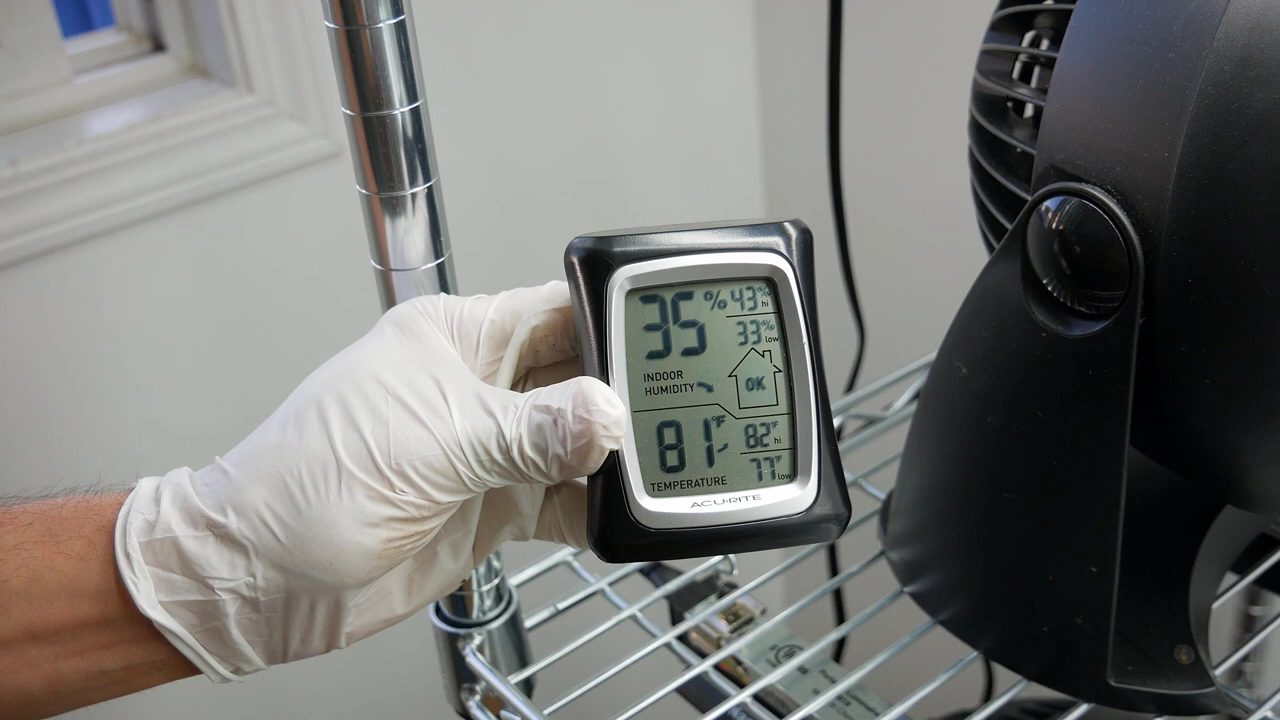 35 % 43% hi
33% low
INDOOR
HUMIDITY
OK
81 °F 82°F hi
77°F low
TEMPERATURE
ACU·RITE